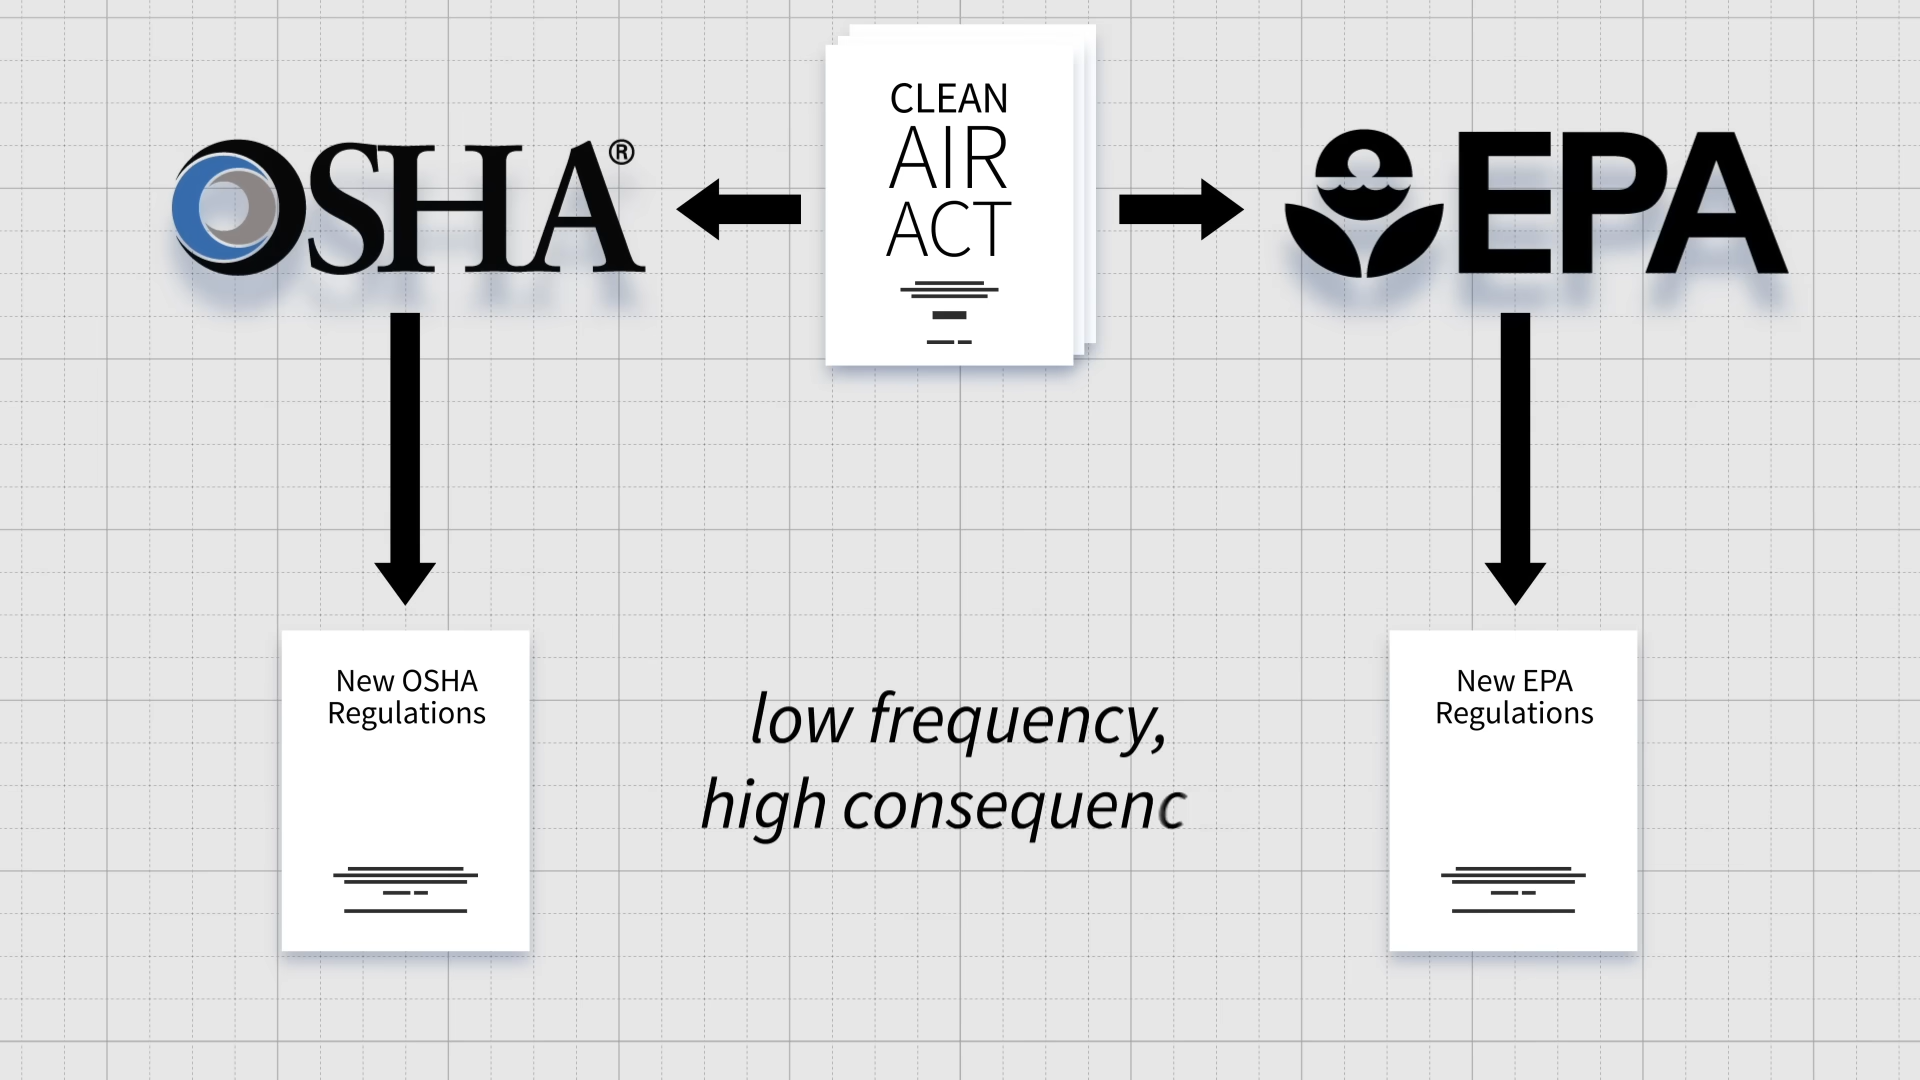 CLEAN
AIR
ACT
OSHA®
EPA
New OSHA
Regulations
low frequency,
high consequenc
New EPA
Regulations